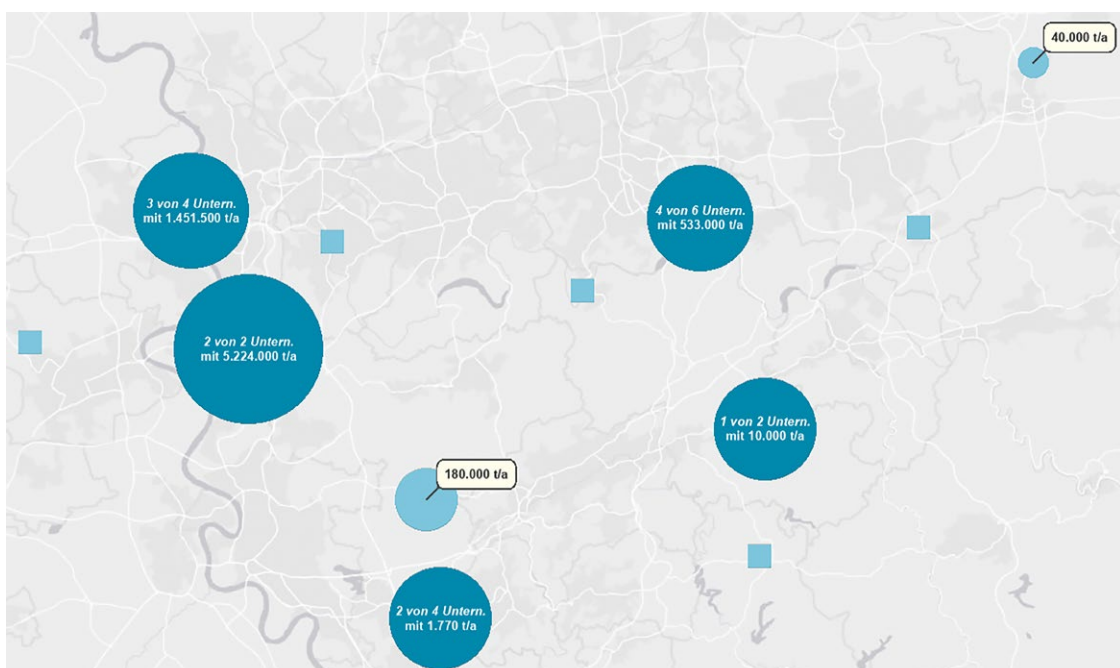 40.000 t/a
3 von 4 Untern.
mit 1.451.500 t/a
4 von 6 Untern.
mit 533.000 t/a
2 von 2 Untern.
mit 5.224.000 t/a
1 von 2 Untern.
mit 10.000 t/a
180.000 t/a
2 von 4 Untern.
mit 1.770 t/a